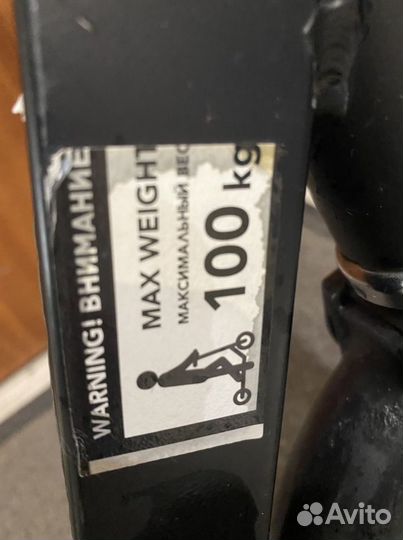 WARNING! ВНИМАНИЕ
MAX WEIGHT
МАКСИМАЛЬНЫЙ ВЕС
100 kg
Avito